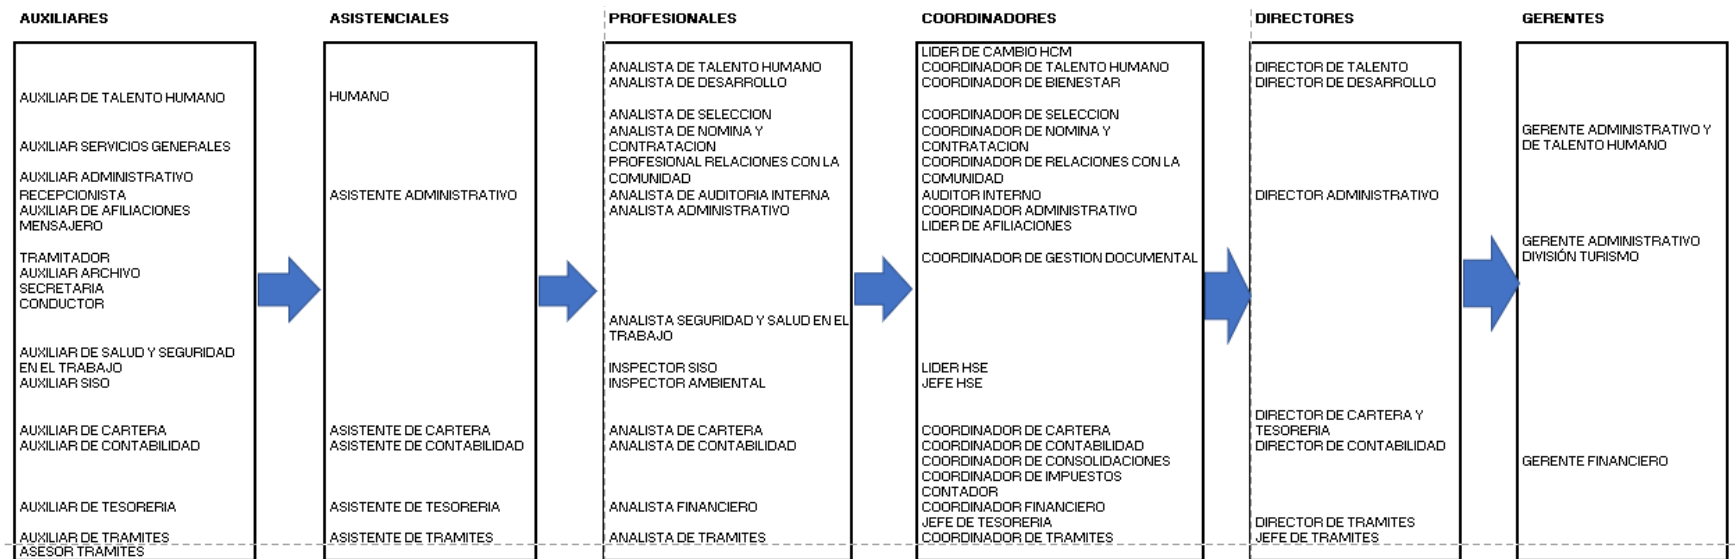 AUXILIARES
AUXILIAR DE TALENTO HUMANO
AUXILIAR SERVICIOS GENERALES
AUXILIAR ADMINISTRATIVO
RECEPCIONISTA
AUXILIAR DE AFILIACIONES
MENSAJERO
TRAMITADOR
AUXILIAR ARCHIVO
SECRETARIA
CONDUCTOR
AUXILIAR DE SALUD Y SEGURIDAD
EN EL TRABAJO
AUXILIAR SISO
AUXILIAR DE CARTERA
AUXILIAR DE CONTABILIDAD
AUXILIAR DE TESORERIA
AUXILIAR DE TRAMITES
ASESOR TRAMITES
ASISTENCIALES
HUMANO
ASISTENTE ADMINISTRATIVO
ASISTENTE DE CARTERA
ASISTENTE DE CONTABILIDAD
ASISTENTE DE TESORERIA
ASISTENTE DE TRAMITES
PROFESIONALES
ANALISTA DE TALENTO HUMANO
ANALISTA DE DESARROLLO
ANALISTA DE SELECCION
ANALISTA DE NOMINA Y
CONTRATACION
PROFESIONAL RELACIONES CON LA
COMUNIDAD
ANALISTA DE AUDITORIA INTERNA
ANALISTA ADMINISTRATIVO
ANALISTA SEGURIDAD Y SALUD EN EL
TRABAJO
INSPECTOR SISO
INSPECTOR AMBIENTAL
ANALISTA DE CARTERA
ANALISTA DE CONTABILIDAD
ANALISTA FINANCIERO
ANALISTA DE TRAMITES
COORDINADORES
LIDER DE CAMBIO HCM
COORDINADOR DE TALENTO HUMANO
COORDINADOR DE BIENESTAR
COORDINADOR DE SELECCION
COORDINADOR DE NOMINA Y
CONTRATACION
COORDINADOR DE RELACIONES CON LA
COMUNIDAD
AUDITOR INTERNO
COORDINADOR ADMINISTRATIVO
LIDER DE AFILIACIONES
COORDINADOR DE GESTION DOCUMENTAL
LIDER HSE
JEFE HSE
COORDINADOR DE CARTERA
COORDINADOR DE CONTABILIDAD
COORDINADOR DE CONSOLIDACIONES
COORDINADOR DE IMPUESTOS
CONTADOR
COORDINADOR FINANCIERO
JEFE DE TESORERIA
COORDINADOR DE TRAMITES
DIRECTORES
DIRECTOR DE TALENTO
DIRECTOR DE DESARROLLO
DIRECTOR ADMINISTRATIVO
DIRECTOR DE CARTERA Y
TESORERIA
DIRECTOR DE CONTABILIDAD
DIRECTOR DE TRAMITES
JEFE DE TRAMITES
GERENTES
GERENTE ADMINISTRATIVO Y
DE TALENTO HUMANO
GERENTE ADMINISTRATIVO
DIVISIÓN TURISMO
GERENTE FINANCIERO